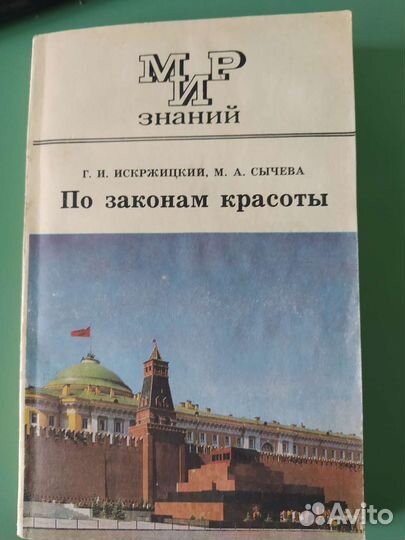 МИР
знаний
Г. И. ИСКРЖИЦКИЙ, М. А. СЫЧЕВА
По законам красоты
Avito